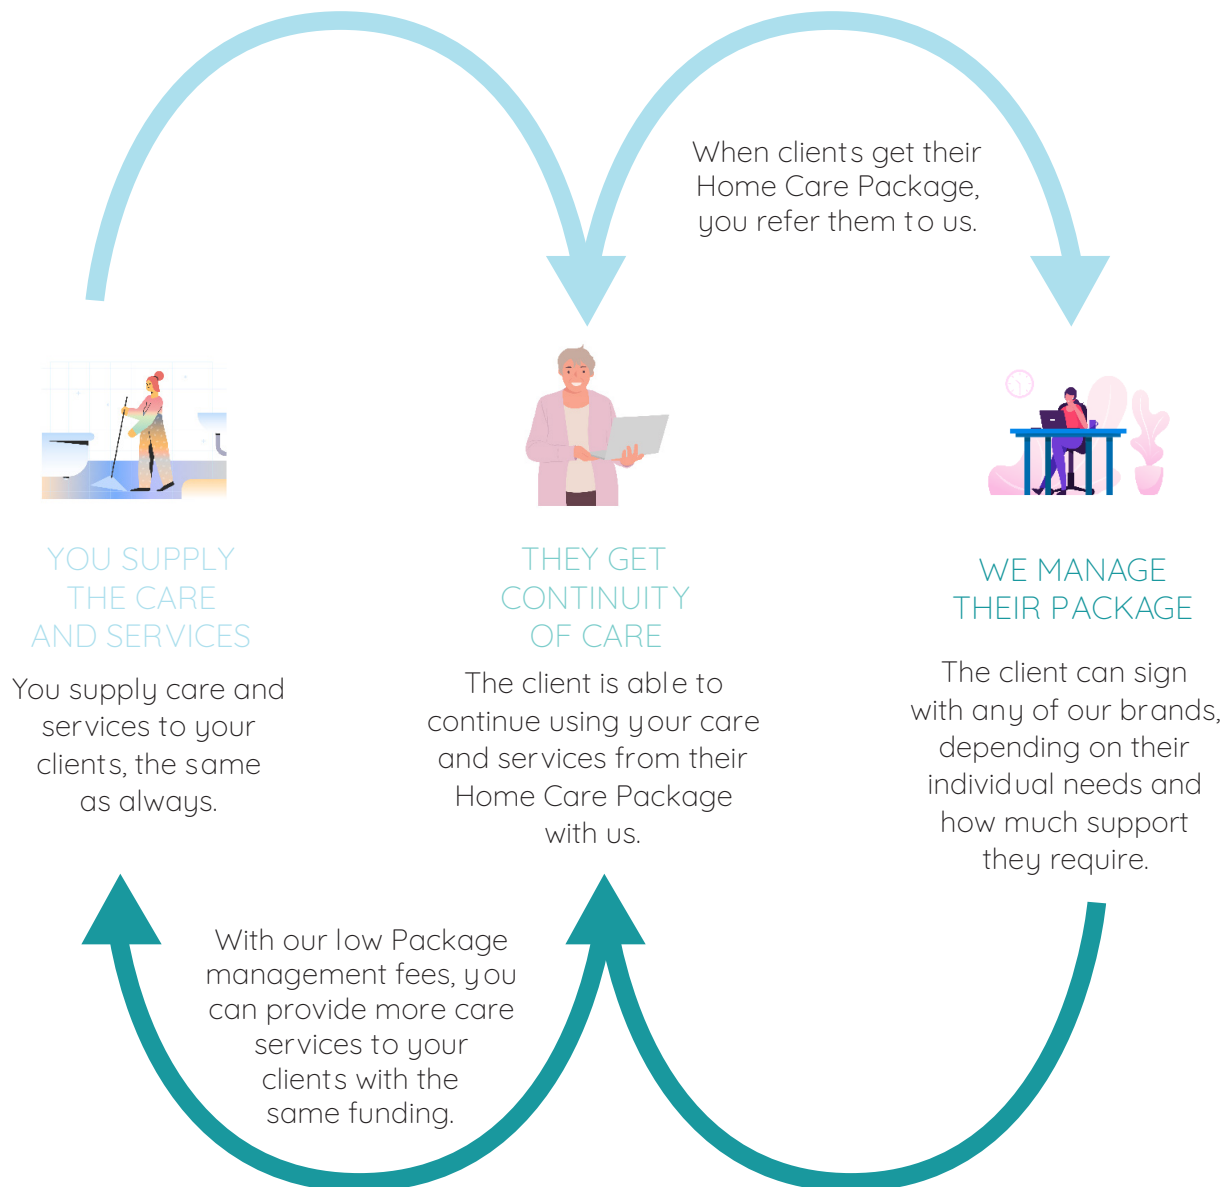 When clients get their
Home Care Package,
you refer them to us.
YOU SUPPLY
THE CARE
AND SERVICES
You supply care and
services to your
clients, the same
as always.
THEY GET
CONTINUITY
OF CARE
The client is able to
continue using your care
and services from their
Home Care Package
with us.
WE MANAGE
THEIR PACKAGE
The client can sign
with any of our brands,
depending on their
individual needs and
how much support
they require.
With our low Package
management fees, you
can provide more care
services to your
clients with the
same funding.